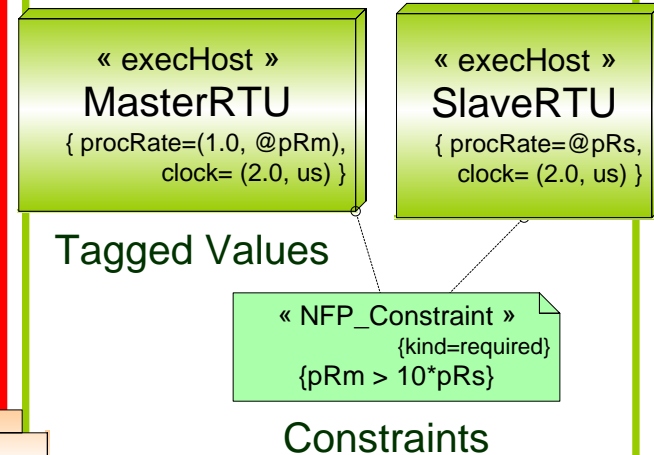 « execHost »
MasterRTU
{ procRate=(1.0, @pRm),
clock= (2.0, us) }
« execHost »
SlaveRTU
{ procRate=@pRs,
clock= (2.0, us) }
Tagged Values
« NFP_Constraint »
{kind=required}
{pRm > 10*pRs}
Constraints